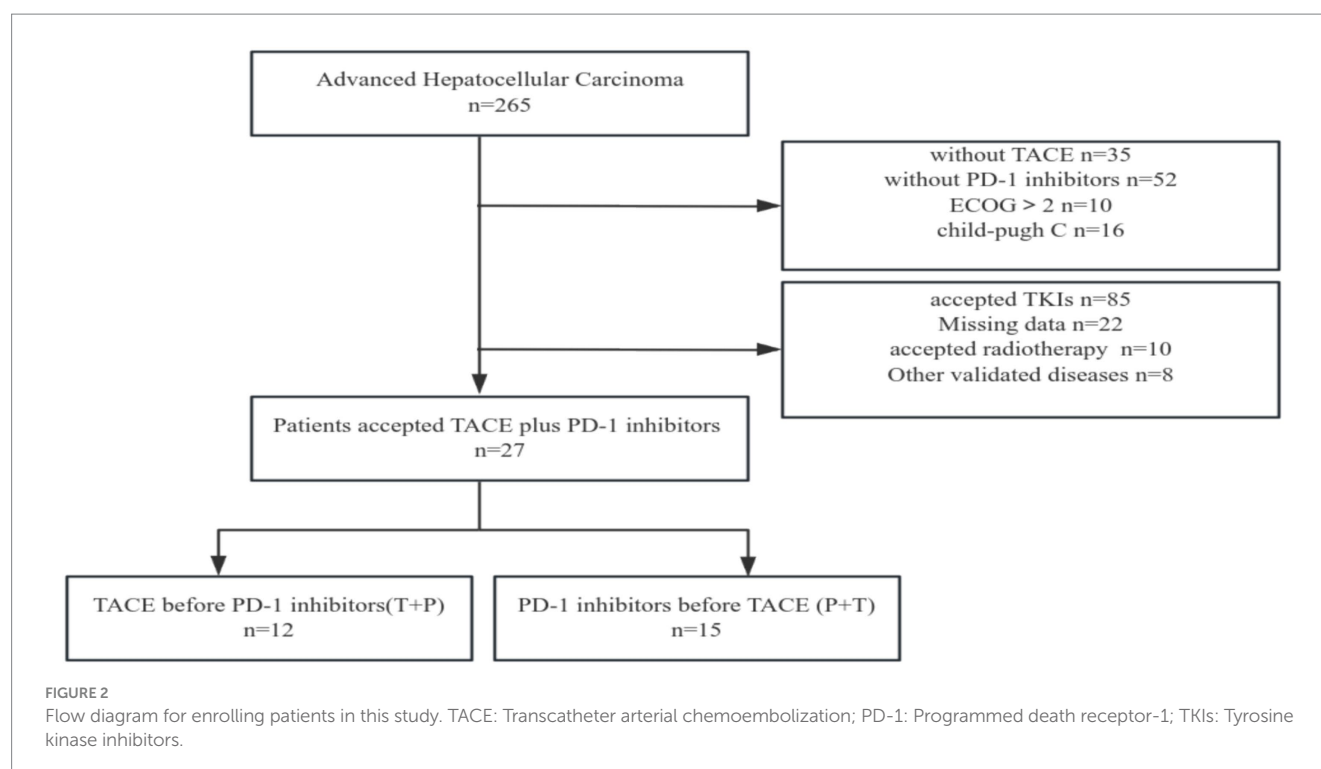 Advanced Hepatocellular Carcinoma
n=265
without TACE n=35
without PD-1 inhibitors n=52
ECOG > 2 n=10
child-pugh C n=16
accepted TKIs n=85
Missing data n=22
accepted radiotherapy n=10
Other validated diseases n=8
Patients accepted TACE plus PD-1 inhibitors
n=27
TACE before PD-1 inhibitors(T+P)
n=12
PD-1 inhibitors before TACE (P+T)
n=15
FIGURE 2
Flow diagram for enrolling patients in this study. TACE: Transcatheter arterial chemoembolization; PD-1: Programmed death receptor-1; TKIs: Tyrosine
kinase inhibitors.